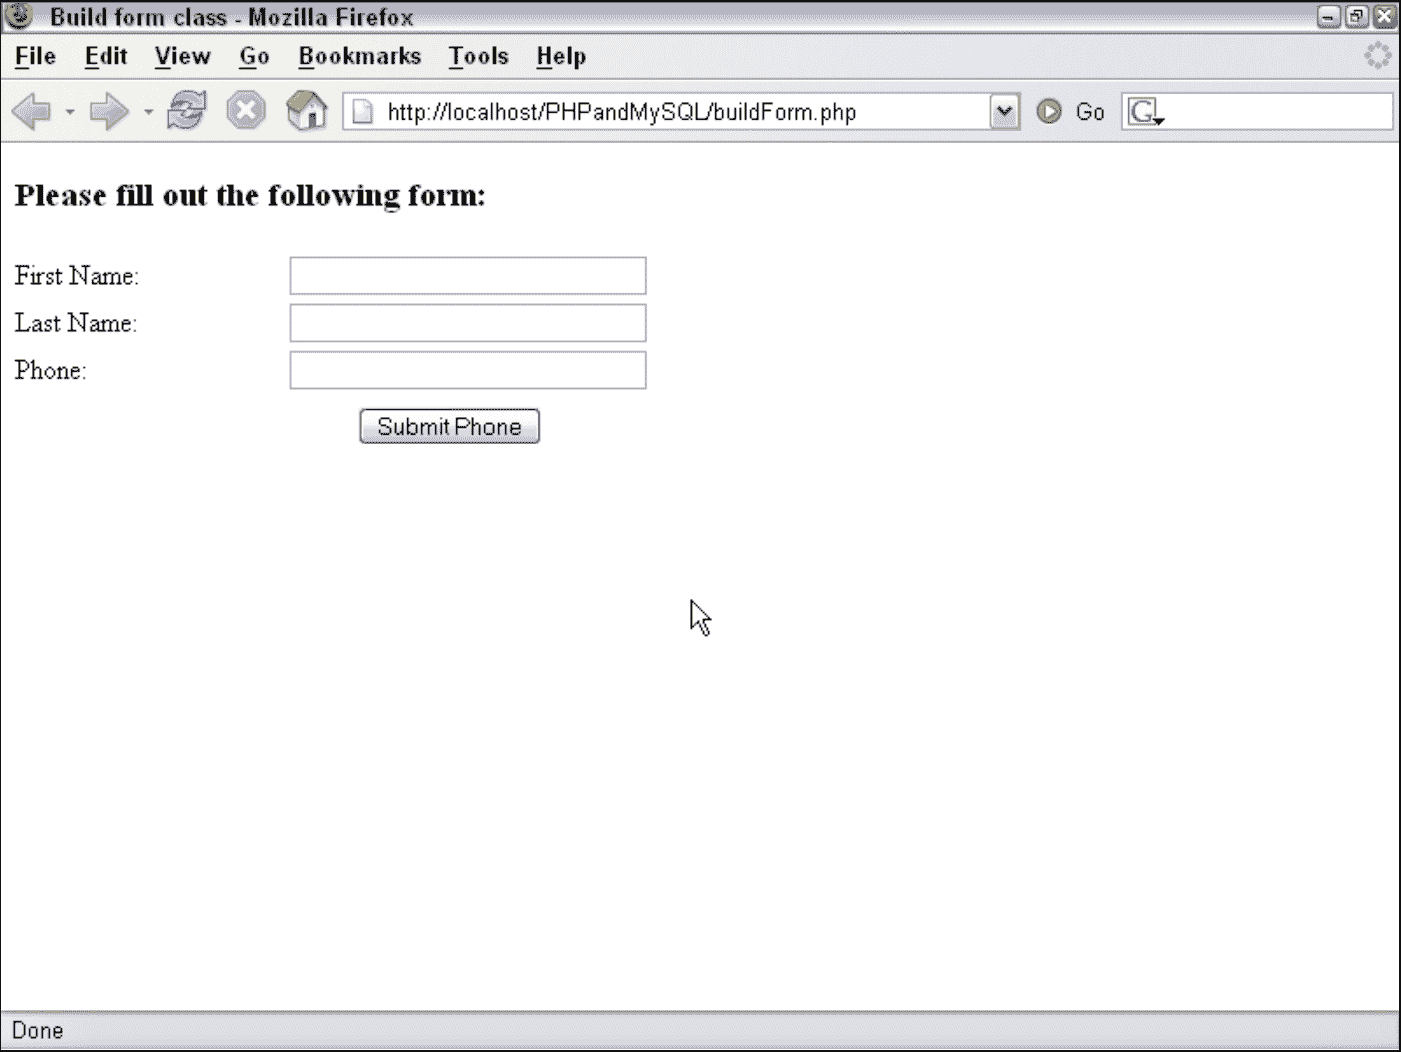 Build form class - Mozilla Firefox
File Edit View Go Bookmarks Tools Help
http://localhost/PHPandMySQL/buildForm.php Go G
Please fill out the following form:
First Name:
Last Name:
Phone:
Submit Phone
Done